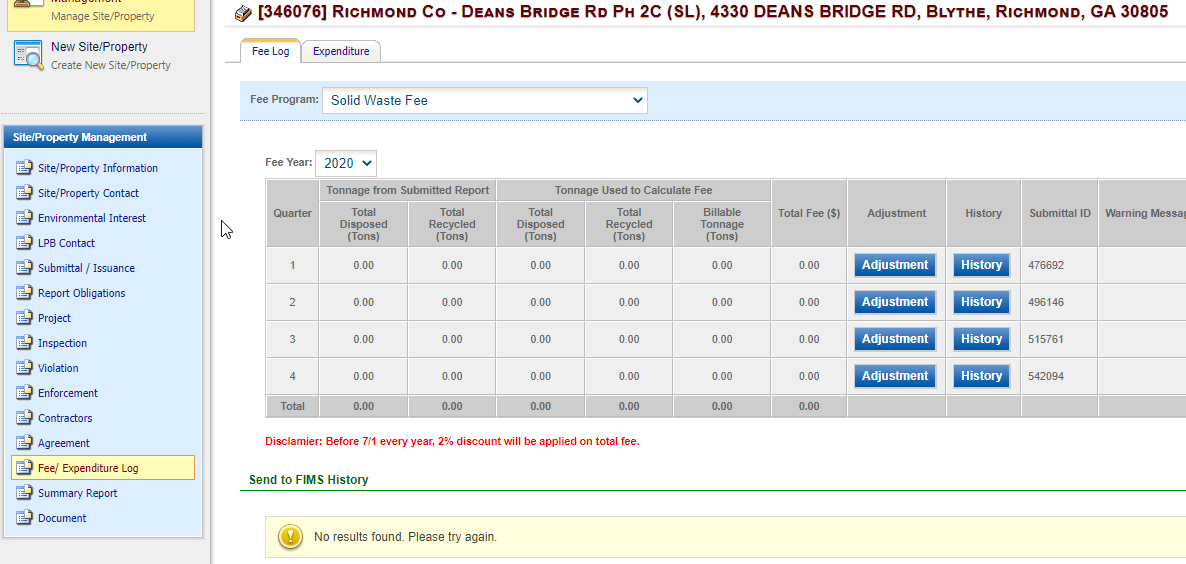 Management
Manage Site/Property
New Site/Property
Create New Site/Property
Site/Property Management
Site/Property Information
Site/Property Contact
Environmental Interest
LPB Contact
Submittal / Issuance
Report Obligations
Project
Inspection
Violation
Enforcement
Contractors
Agreement
Fee/ Expenditure Log
Summary Report
Document
[346076] Richmond Co - Deans Bridge Rd Ph 2C (SL), 4330 DEANS BRIDGE RD, Blythe, Richmond, GA 30805
Fee Log Expenditure
Fee Program: Solid Waste Fee
Fee Year: 2020
Tonnage from Submitted Report Tonnage Used to Calculate Fee
Quarter Total Disposed (Tons) Total Recycled (Tons) Total Disposed (Tons) Total Recycled (Tons) Billable Tonnage (Tons) Total Fee ($) Adjustment History Submittal ID Warning Messag
1 0.00 0.00 0.00 0.00 0.00 0.00 Adjustment History 476692
2 0.00 0.00 0.00 0.00 0.00 0.00 Adjustment History 496146
3 0.00 0.00 0.00 0.00 0.00 0.00 Adjustment History 515761
4 0.00 0.00 0.00 0.00 0.00 0.00 Adjustment History 542094
Total 0.00 0.00 0.00 0.00 0.00 0.00
Disclamier: Before 7/1 every year, 2% discount will be applied on total fee.
Send to FIMS History
No results found. Please try again.